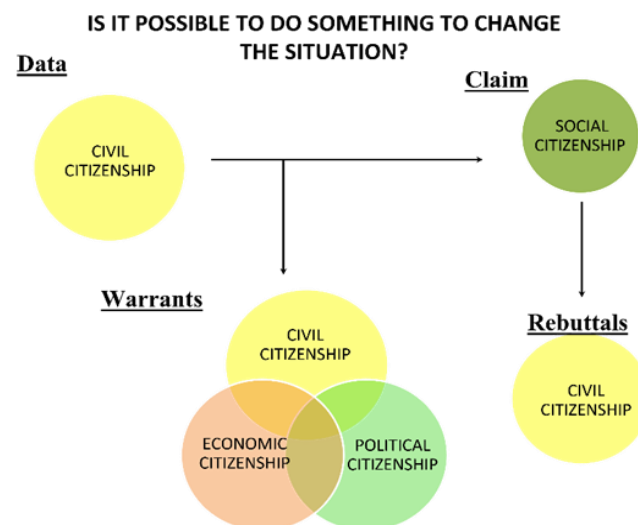 IS IT POSSIBLE TO DO SOMETHING TO CHANGE
THE SITUATION?
Data
Claim
CIVIL
CITIZENSHIP
SOCIAL
CITIZENSHIP
Warrants
CIVIL
CITIZENSHIP
ECONOMIC
CITIZENSHIP
POLITICAL
CITIZENSHIP
Rebuttals
CIVIL
CITIZENSHIP